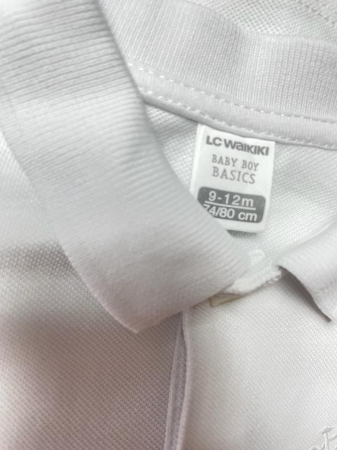 LC WAIKIKI
BABY BOY
BASICS
9-12m
74/80 cm